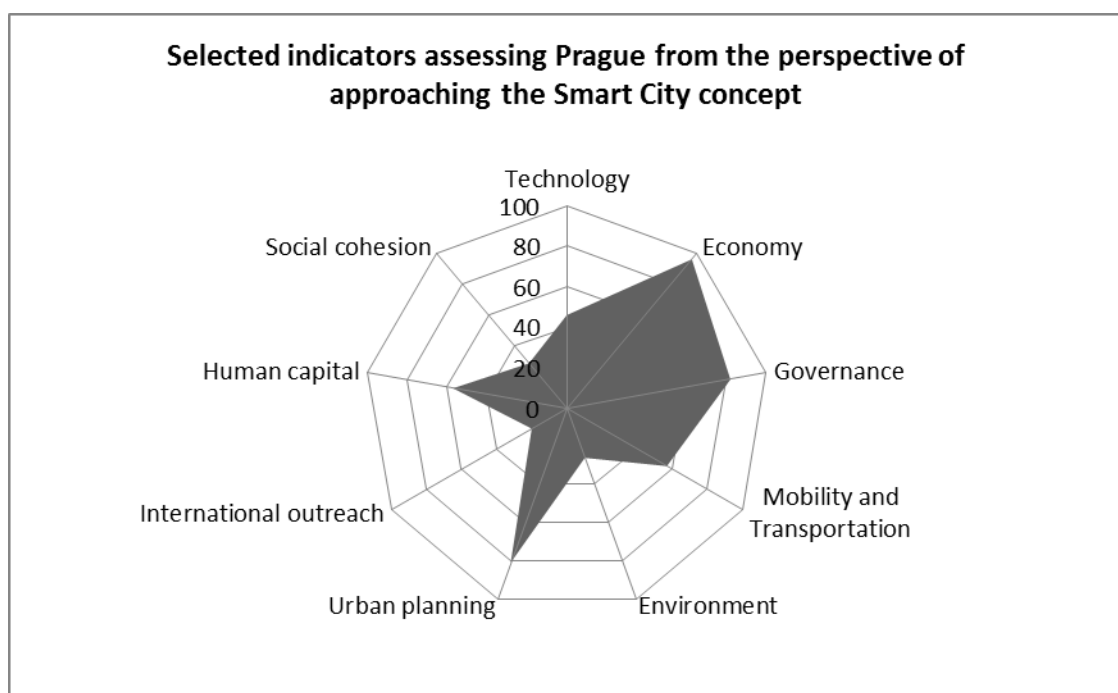 Selected indicators assessing Prague from the perspective of
approaching the Smart City concept
Technology
100
80
60
40
20
0
Economy
Governance
Mobility and
Transportation
Environment
Urban planning
International outreach
Human capital
Social cohesion